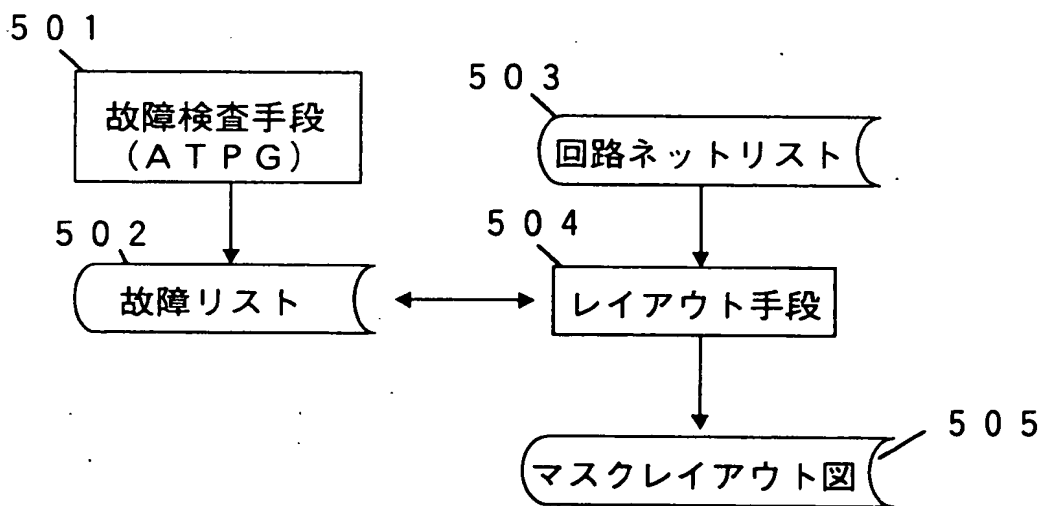 ５０１
故障検査手段
（ＡＴＰＧ）
５０３
回路ネットリスト
５０２
故障リスト
５０４
レイアウト手段
５０５
マスクレイアウト図